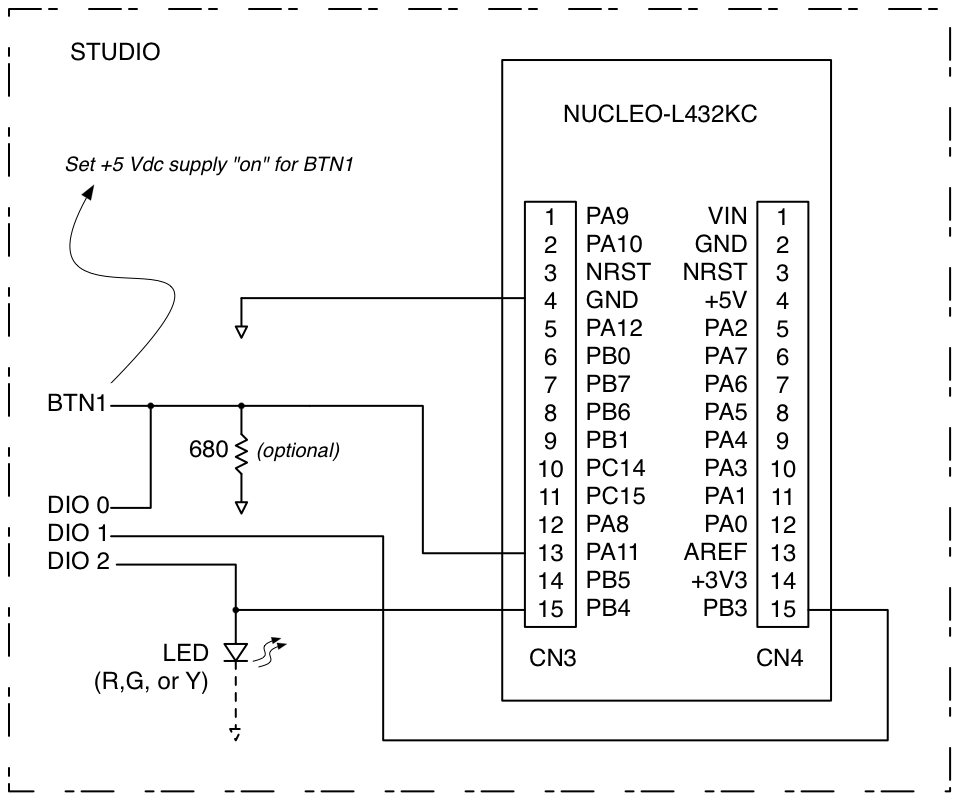 STUDIO
NUCLEO-L432KC
Set +5 Vdc supply "on" for BTN1
1 PA9 VIN 1
2 PA10 GND 2
3 NRST NRST 3
4 GND +5V 4
5 PA12 PA2 5
6 PB0 PA7 6
7 PB7 PA6 7
8 PB6 PA5 8
9 PB1 PA4 9
10 PC14 PA3 10
11 PC15 PA1 11
12 PA8 PA0 12
13 PA11 AREF 13
14 PB5 +3V3 14
15 PB4 PB3 15
CN3 CN4
BTN1
680 (optional)
DIO 0
DIO 1
DIO 2
LED
(R,G, or Y)